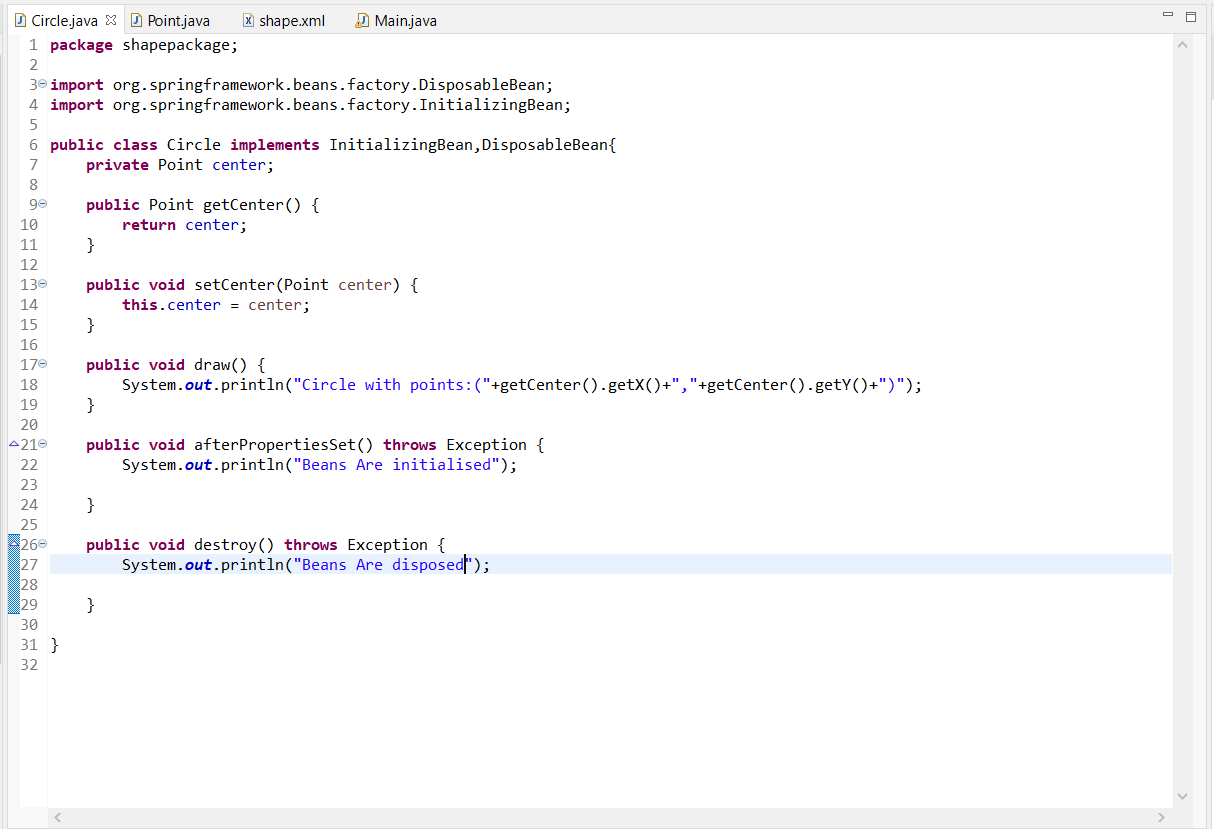 Circle.java Point.java shape.xml Main.java
1 package shapepackage;
2
3 import org.springframework.beans.factory.DisposableBean;
4 import org.springframework.beans.factory.InitializingBean;
5
6 public class Circle implements InitializingBean,DisposableBean{
7     private Point center;
8
9     public Point getCenter() {
10         return center;
11     }
12
13     public void setCenter(Point center) {
14         this.center = center;
15     }
16
17     public void draw() {
18         System.out.println("Circle with points:("+getCenter().getX()+","+getCenter().getY()+")");
19     }
20
21     public void afterPropertiesSet() throws Exception {
22         System.out.println("Beans Are initialised");
23
24     }
25
26     public void destroy() throws Exception {
27         System.out.println("Beans Are disposed");
28
29     }
30
31 }
32